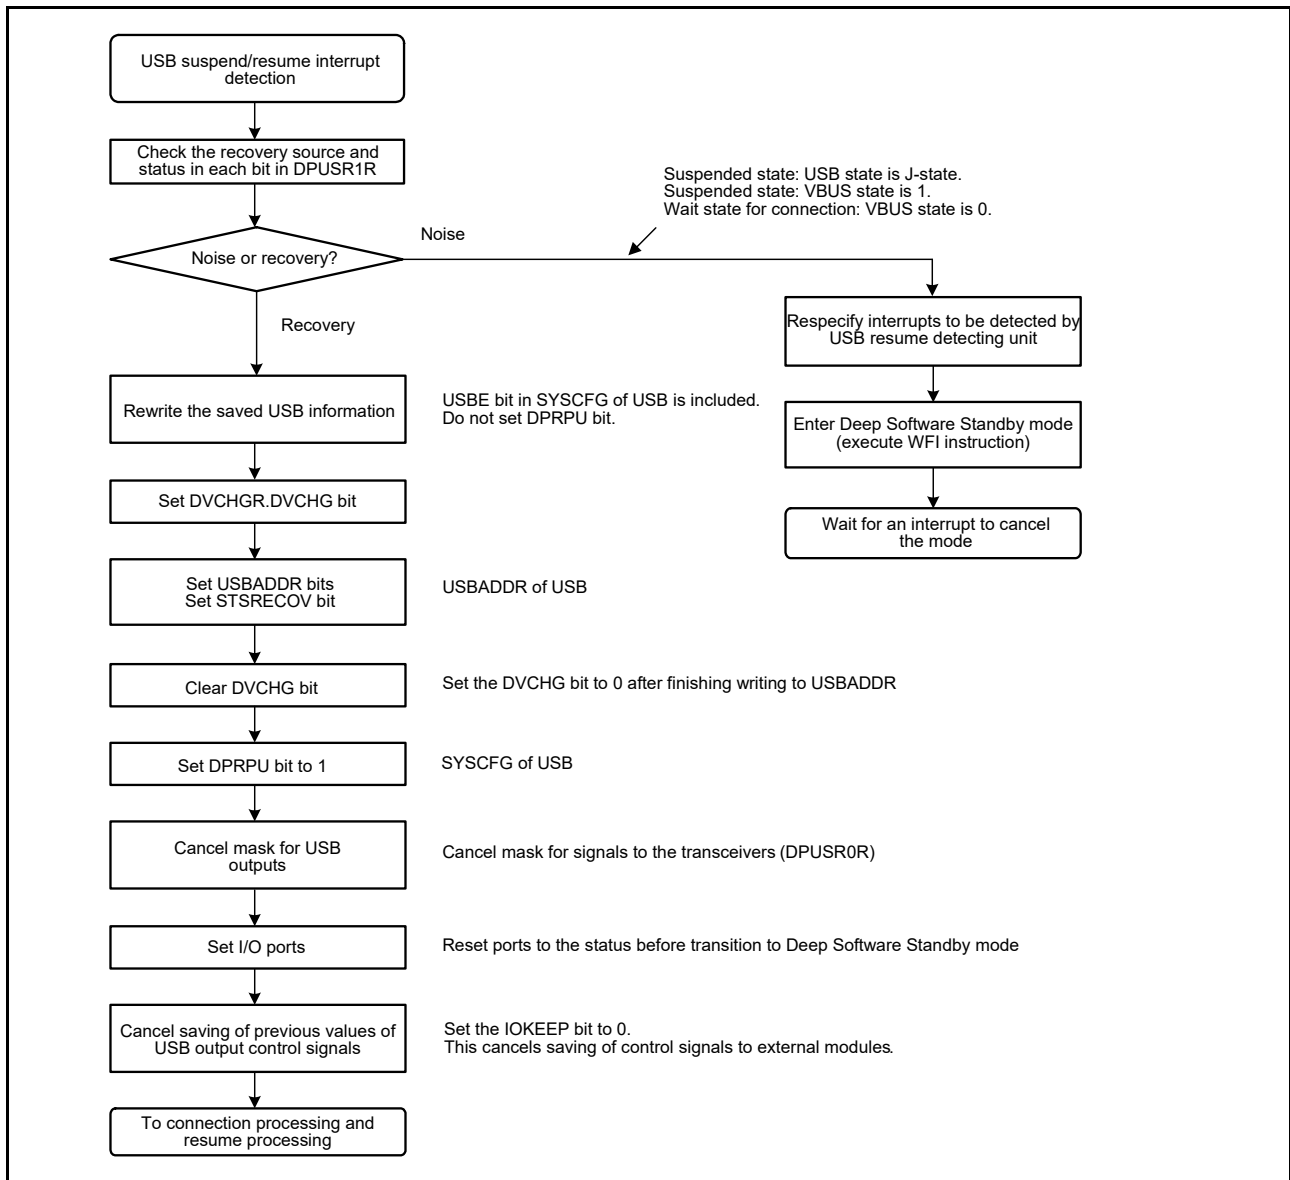 USB suspend/resume interrupt
detection
Check the recovery source and
status in each bit in DPUSR1R
Suspended state: USB state is J-state.
Suspended state: VBUS state is 1.
Wait state for connection: VBUS state is 0.
Noise
Noise or recovery?
Recovery
Respecify interrupts to be detected by
USB resume detecting unit
Rewrite the saved USB information
USBE bit in SYSCFG of USB is included.
Do not set DPRPU bit.
Enter Deep Software Standby mode
(execute WFI instruction)
Set DVCHGR.DVCHG bit
Wait for an interrupt to cancel
the mode
Set USBADDR bits
Set STSRECOV bit
USBADDR of USB
Clear DVCHG bit
Set the DVCHG bit to 0 after finishing writing to USBADDR
Set DPRPU bit to 1
SYSCFG of USB
Cancel mask for USB
outputs
Cancel mask for signals to the transceivers (DPUSR0R)
Set I/O ports
Reset ports to the status before transition to Deep Software Standby mode
Cancel saving of previous values of
USB output control signals
Set the IOKEEP bit to 0.
This cancels saving of control signals to external modules.
To connection processing and
resume processing